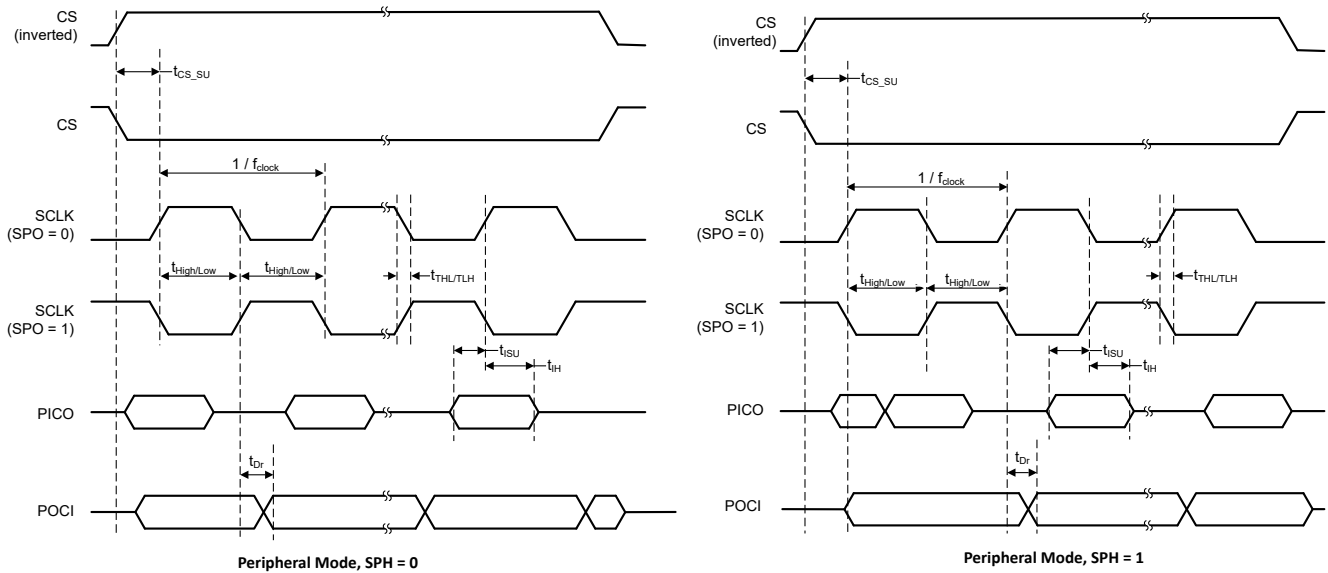 CS
(inverted)
tCS_SU
CS
1 / fclock
SCLK
(SPO = 0)
tHigh/Low
tHigh/Low
tTHL/TLH
SCLK
(SPO = 1)
tISU
tIH
PICO
tDr
POCI
Peripheral Mode, SPH = 0
CS
(inverted)
tCS_SU
CS
1 / fclock
SCLK
(SPO = 0)
tHigh/Low
tHigh/Low
tTHL/TLH
SCLK
(SPO = 1)
tISU
tIH
PICO
tDr
POCI
Peripheral Mode, SPH = 1